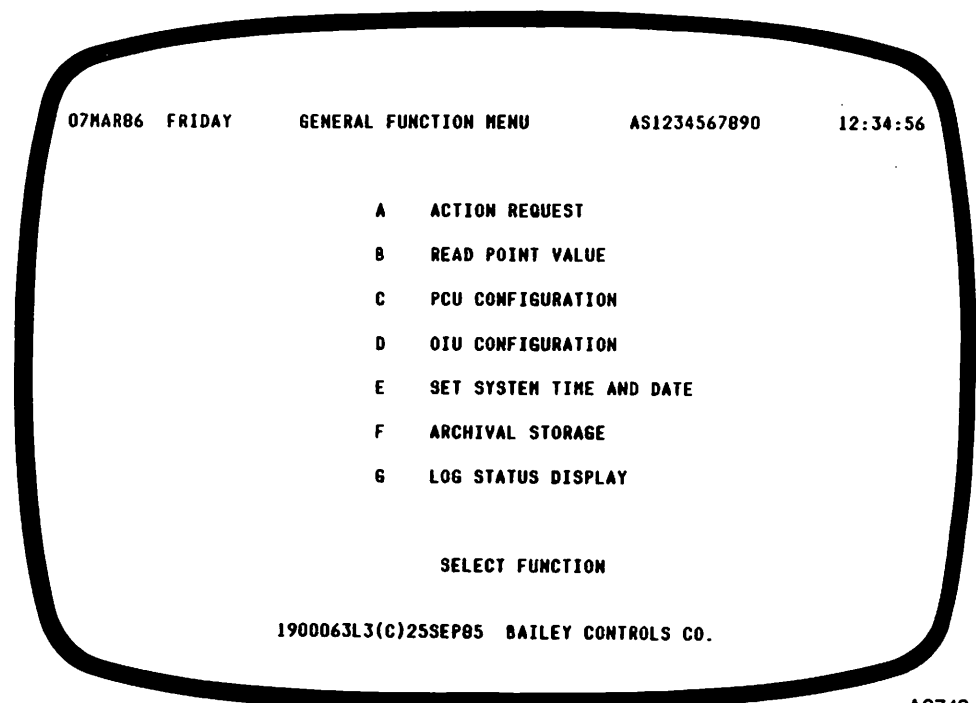 07MAR86 FRIDAY GENERAL FUNCTION MENU AS1234567890 12:34:56
A ACTION REQUEST
B READ POINT VALUE
C PCU CONFIGURATION
D OIU CONFIGURATION
E SET SYSTEM TIME AND DATE
F ARCHIVAL STORAGE
G LOG STATUS DISPLAY
SELECT FUNCTION
1900063L3(C)25SEP85 BAILEY CONTROLS CO.